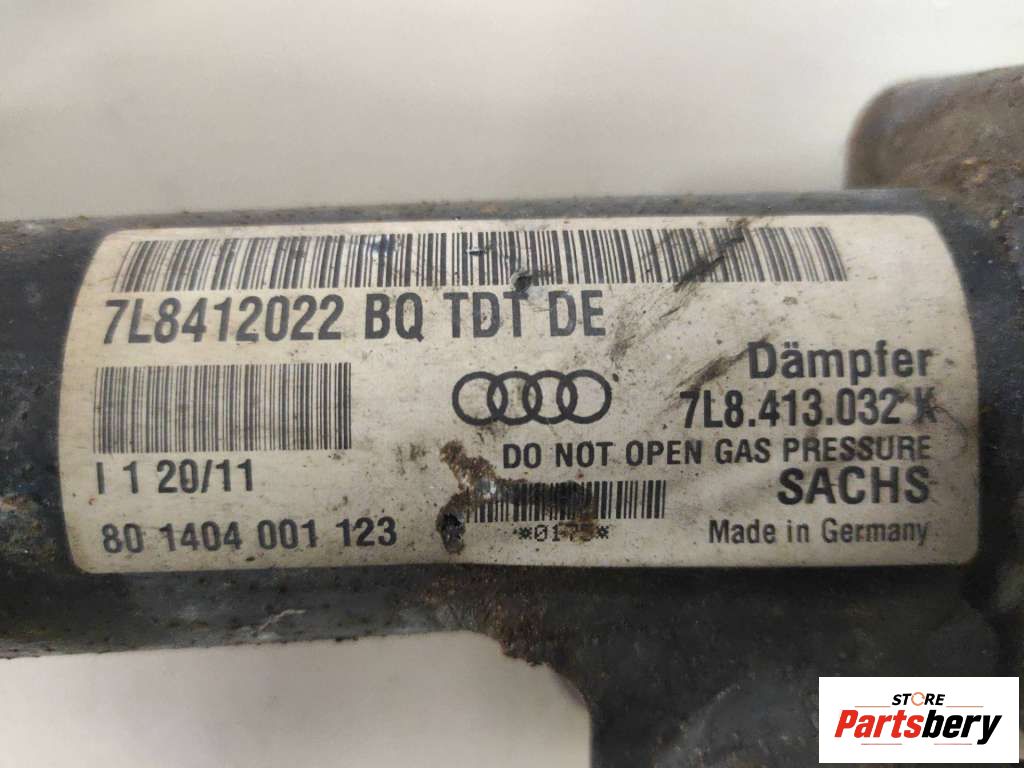 7L8412022 BQ TDT DE
Dämpfer
7L8.413.032 X
DO NOT OPEN GAS PRESSURE
I 1 20/11
SACHS
80 1404 001 123
Made in Germany
STORE
Partsbery